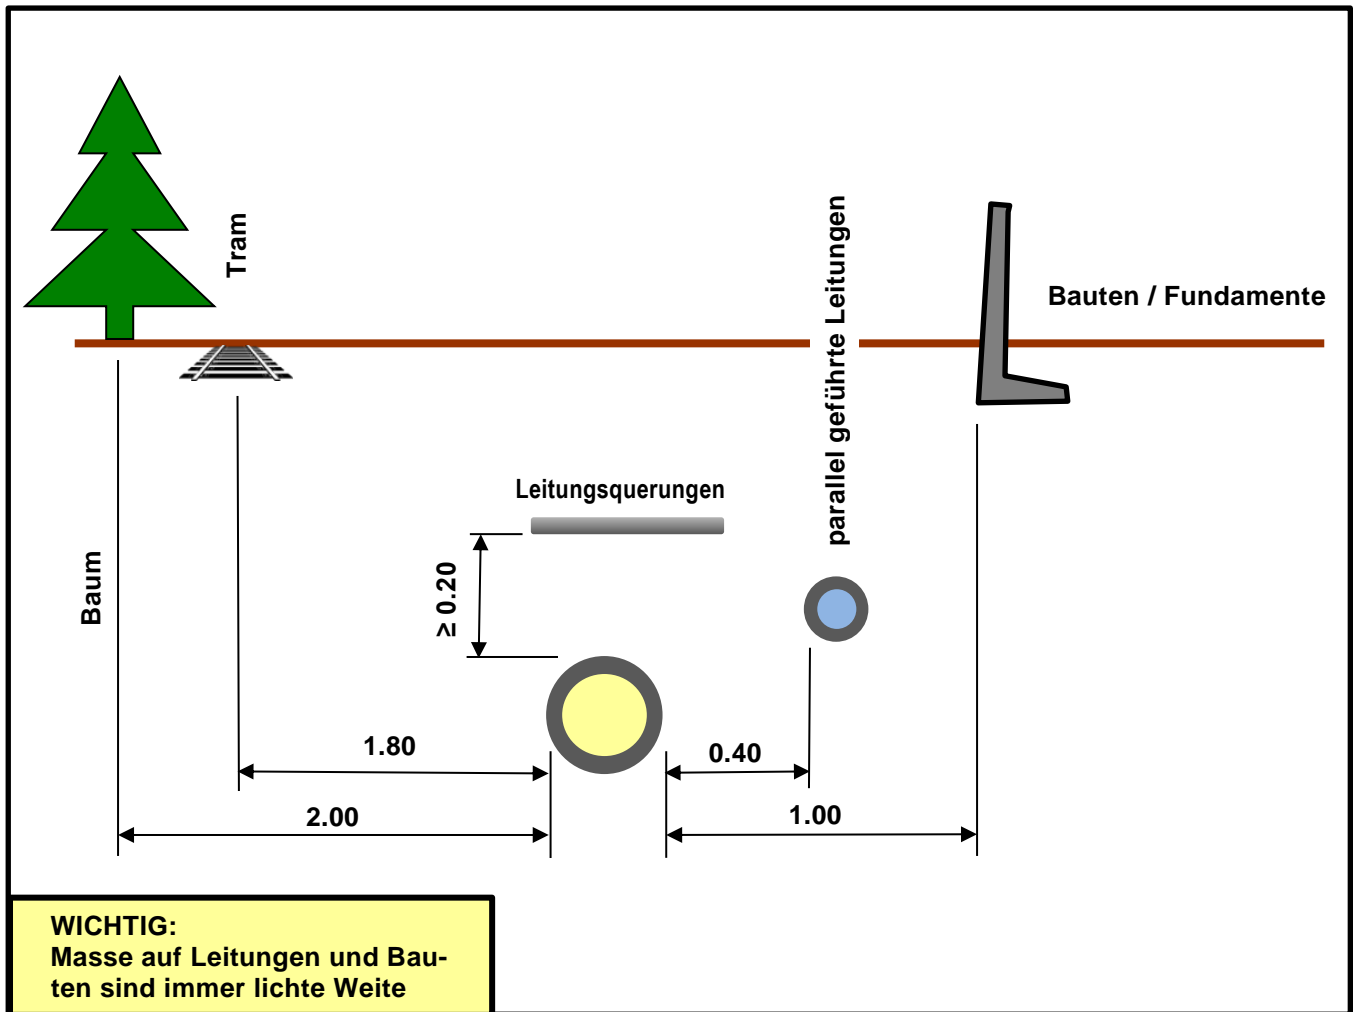 Tram
parallel geführte Leitungen
Bauten / Fundamente
Leitungsquerungen
Baum
≥ 0.20
1.80
0.40
2.00
1.00
WICHTIG:
Masse auf Leitungen und Bau-
ten sind immer lichte Weite